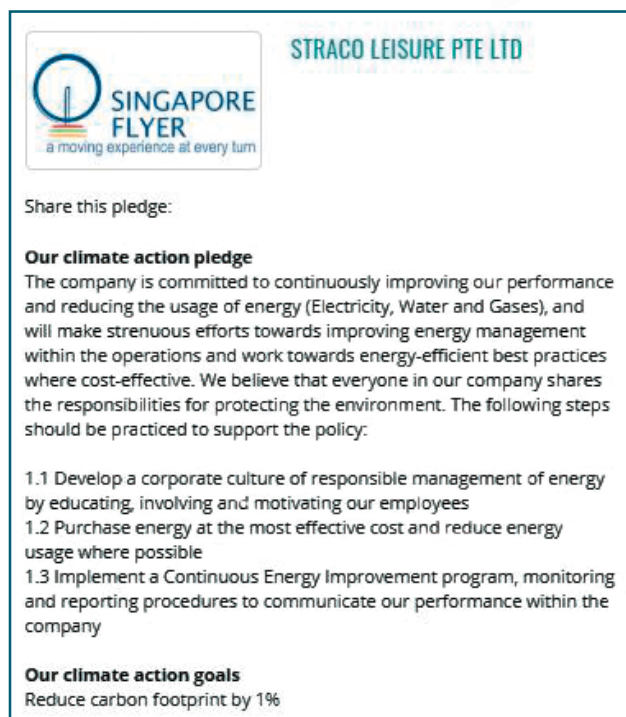 STRACO LEISURE PTE LTD
SINGAPORE
FLYER
a moving experience at every turn
Share this pledge:
Our climate action pledge
The company is committed to continuously improving our performance
and reducing the usage of energy (Electricity, Water and Gases), and
will make strenuous efforts towards improving energy management
within the operations and work towards energy-efficient best practices
where cost-effective. We believe that everyone in our company shares
the responsibilities for protecting the environment. The following steps
should be practiced to support the policy:
1.1 Develop a corporate culture of responsible management of energy
by educating, involving and motivating our employees
1.2 Purchase energy at the most effective cost and reduce energy
usage where possible
1.3 Implement a Continuous Energy Improvement program, monitoring
and reporting procedures to communicate our performance within the
company
Our climate action goals
Reduce carbon footprint by 1%